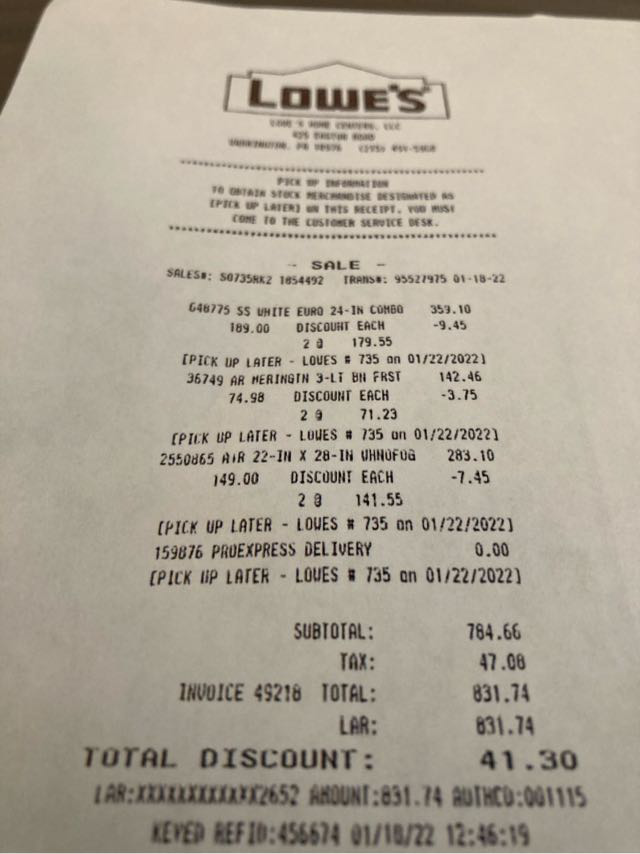 LOWE'S
LOWE'S HOME CENTERS, LLC
PICK UP INFORMATION
TO OBTAIN STOCK MERCHANDISE DESIGNATED AS
[PICK UP LATER] ON THIS RECEIPT, YOU MUST
COME TO THE CUSTOMER SERVICE DESK.
- SALE -
SALES#: S0735RK2 1854492 TRANS#: 95527975 01-18-22
648775 SS WHITE EURO 24-IN COMBO 359.10
189.00 DISCOUNT EACH -9.45
2 @ 179.55
[PICK UP LATER - LOWES # 735 on 01/22/2022]
36749 AR MERINGTN 3-LT BN FRST 142.46
74.98 DISCOUNT EACH -3.75
2 @ 71.23
[PICK UP LATER - LOWES # 735 on 01/22/2022]
2550865 A+R 22-IN X 28-IN WHNOFOG 283.10
149.00 DISCOUNT EACH -7.45
2 @ 141.55
[PICK UP LATER - LOWES # 735 on 01/22/2022]
159876 PROEXPRESS DELIVERY 0.00
[PICK UP LATER - LOWES # 735 on 01/22/2022]
SUBTOTAL: 784.66
TAX: 47.08
INVOICE 49218 TOTAL: 831.74
LAR: 831.74
TOTAL DISCOUNT: 41.30
LAR:XXXXXXXXXXXX2652 AMOUNT:831.74 AUTHCD:001115
KEYED REFID:456674 01/18/22 12:46:19